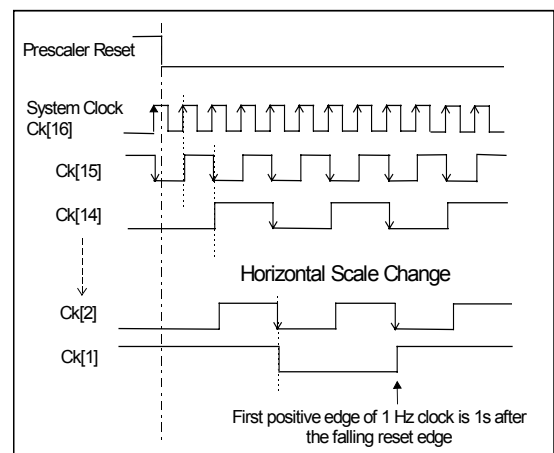 Prescaler Reset
System Clock
Ck[16]
Ck[15]
Ck[14]
Horizontal Scale Change
Ck[2]
Ck[1]
First positive edge of 1 Hz clock is 1s after
the falling reset edge